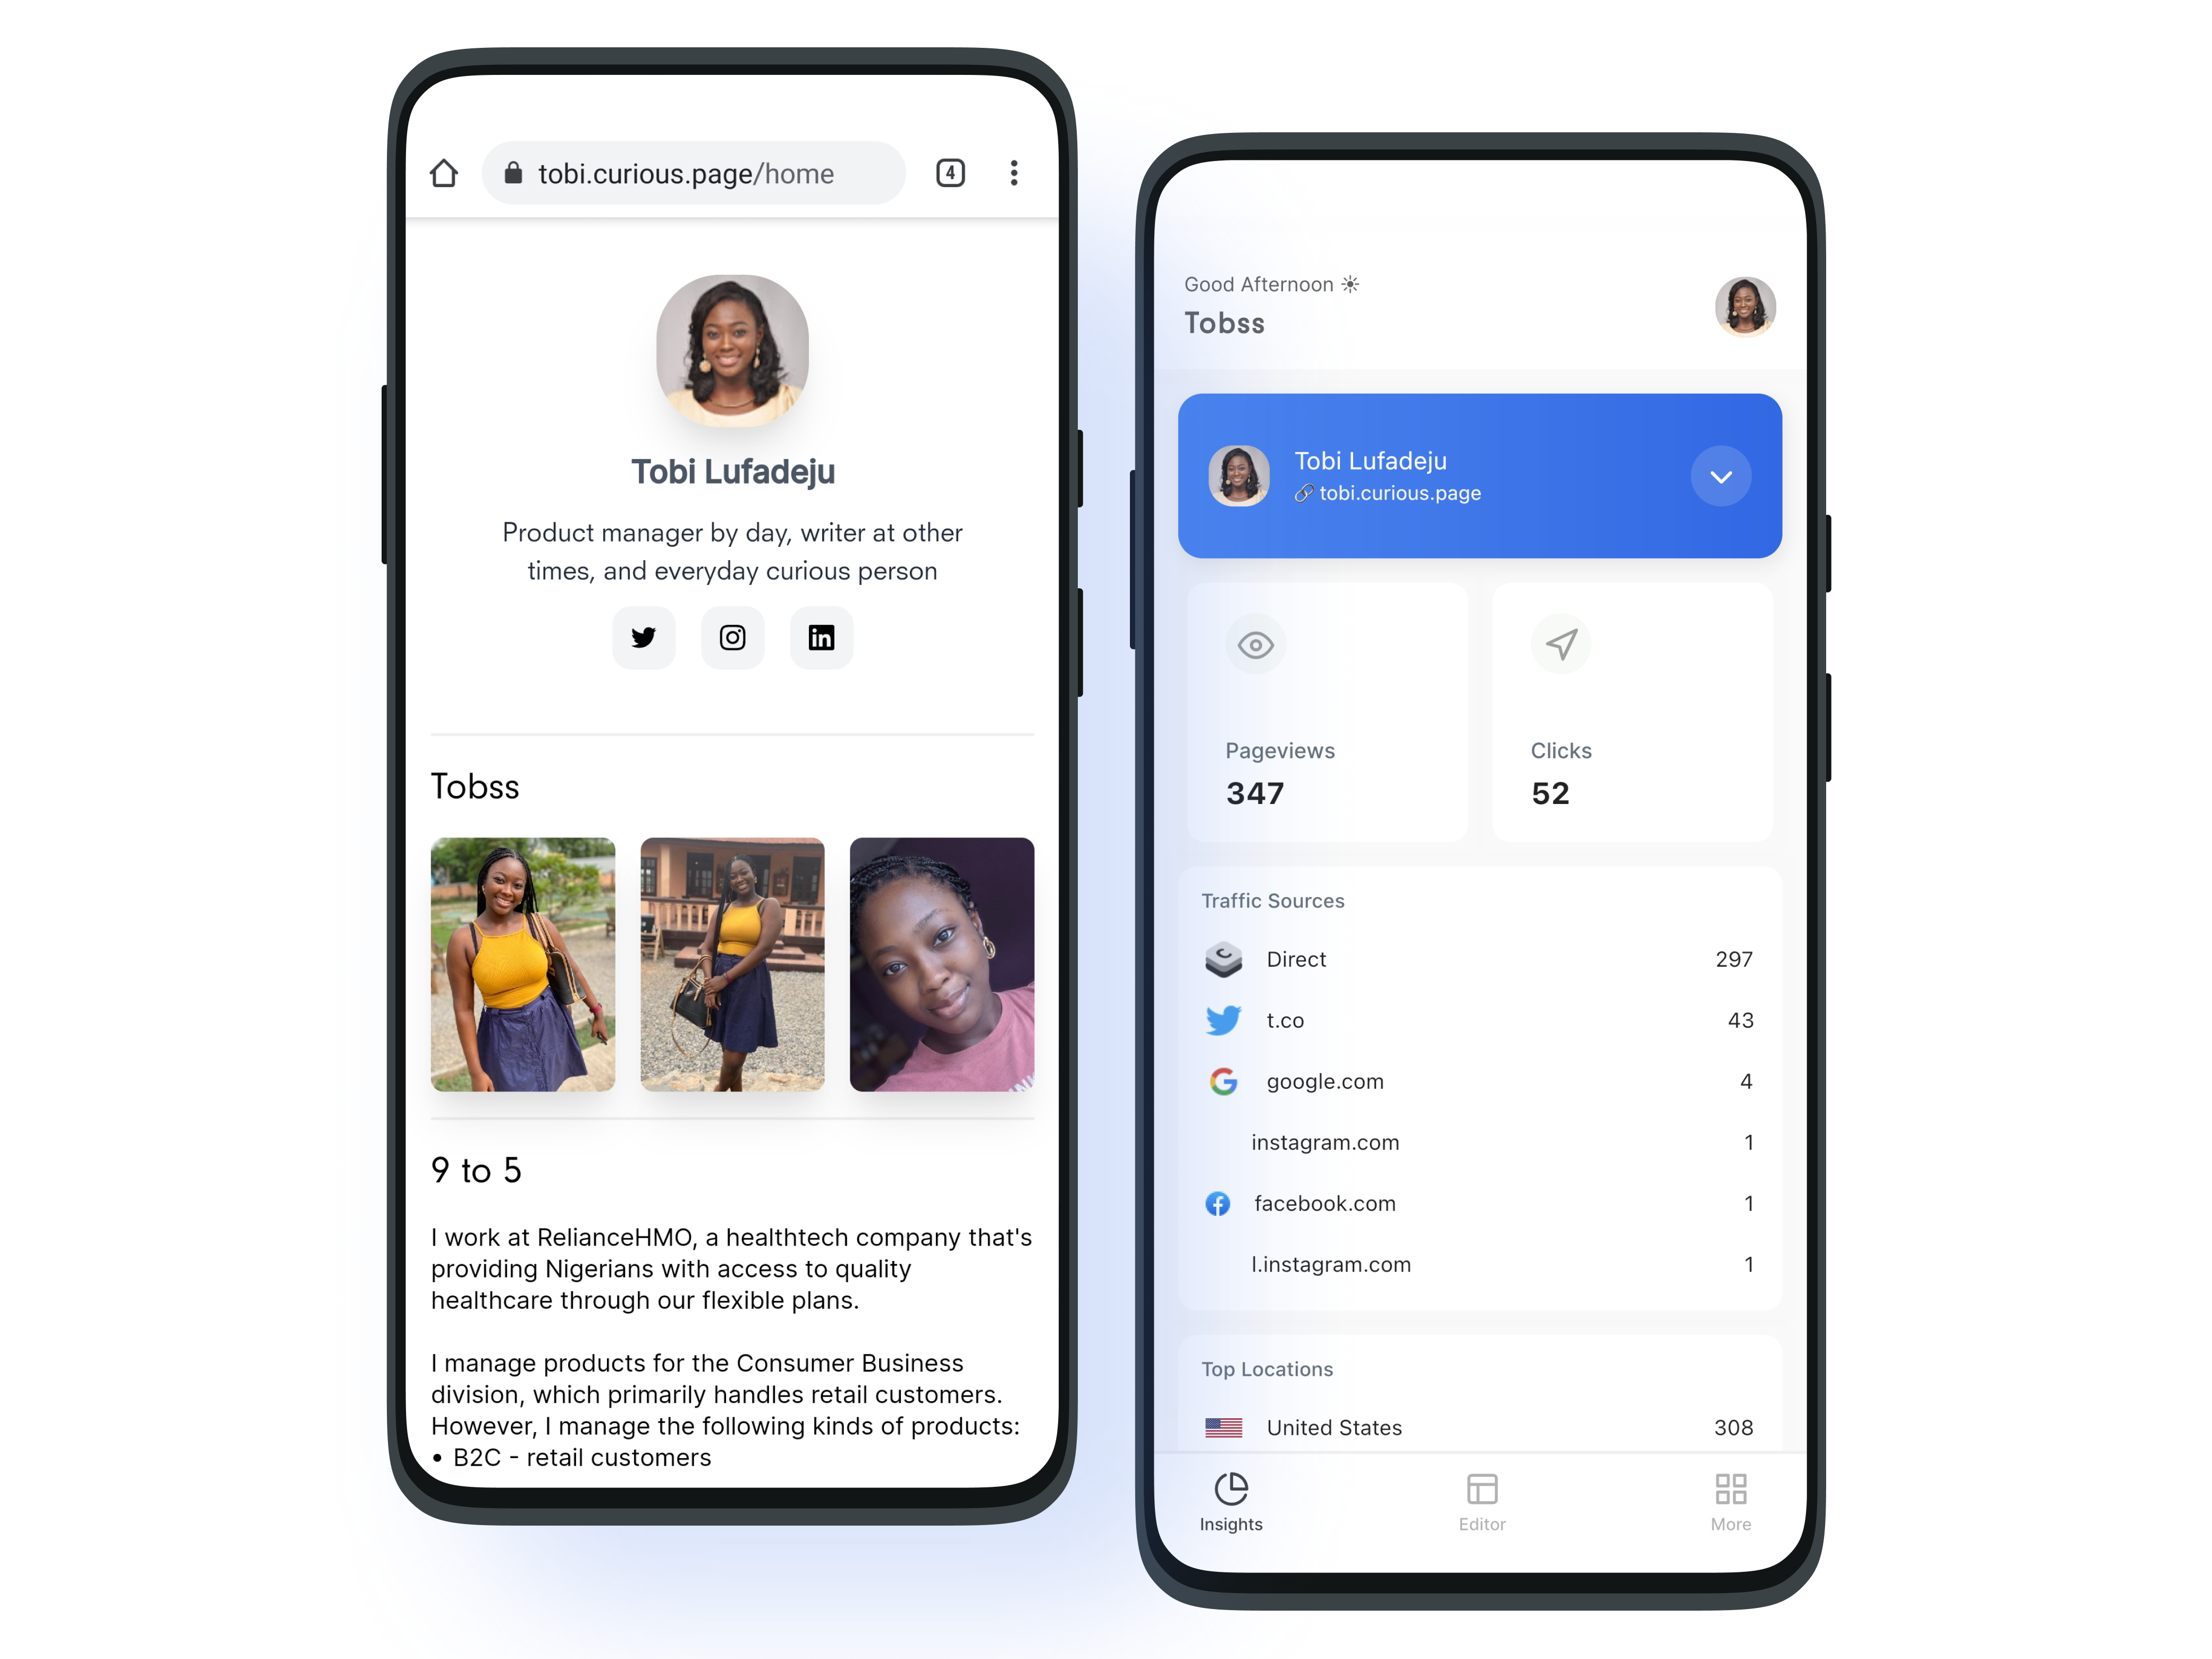 tobi.curious.page/home
4
Tobi Lufadeju
Product manager by day, writer at other
times, and everyday curious person
in
Tobss
9 to 5
I work at RelianceHMO, a healthtech company that's
providing Nigerians with access to quality
healthcare through our flexible plans.
I manage products for the Consumer Business
division, which primarily handles retail customers.
However, I manage the following kinds of products:
• B2C - retail customers
Good Afternoon ☀
Tobss
Tobi Lufadeju
🔗 tobi.curious.page
Pageviews
347
Clicks
52
Traffic Sources
Direct 297
t.co 43
google.com 4
instagram.com 1
facebook.com 1
l.instagram.com 1
Top Locations
United States 308
Insights
Editor
More